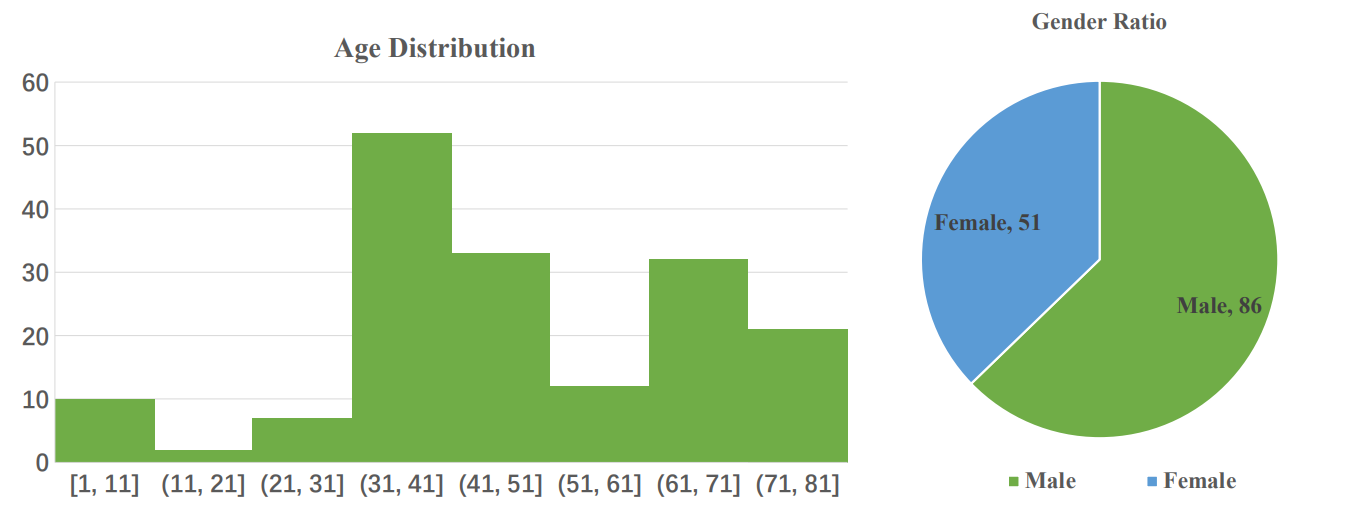 Age Distribution
60
50
40
30
20
10
0
[1, 11] (11, 21] (21, 31] (31, 41] (41, 51] (51, 61] (61, 71] (71, 81]
Gender Ratio
Female, 51
Male, 86
Male Female